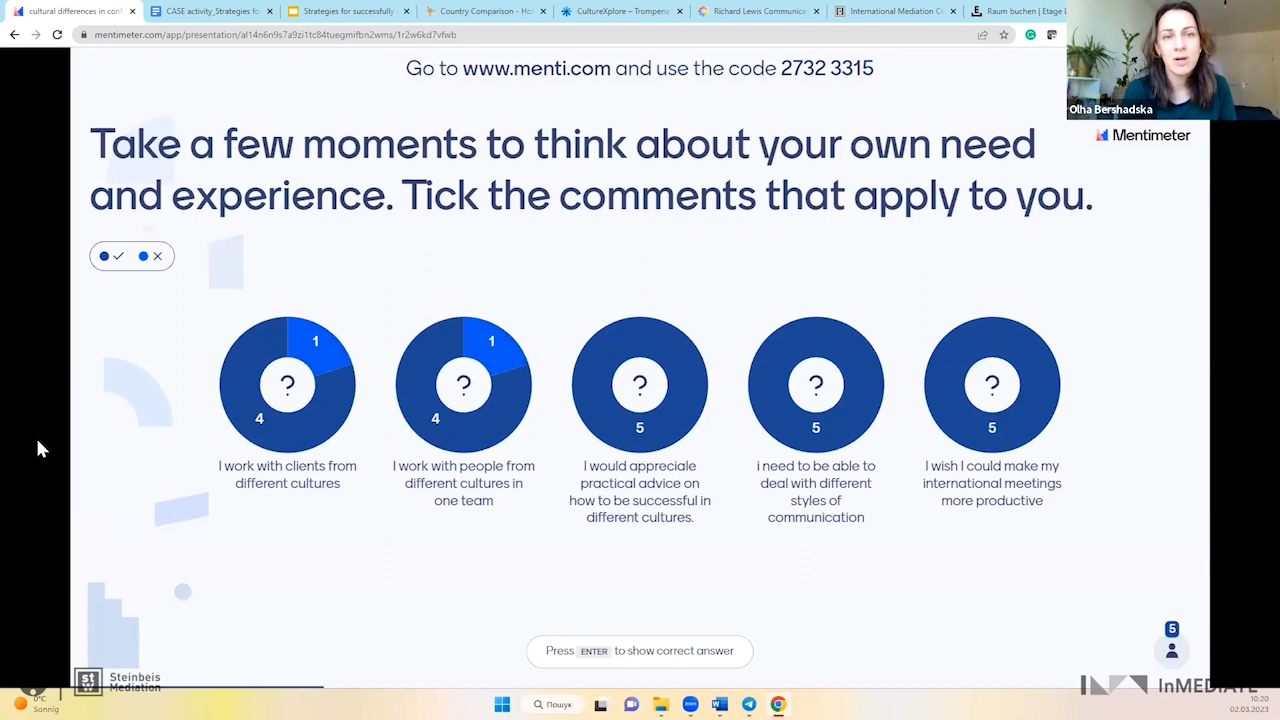 cultural differences in conf
CASE activity_Strategies fo
Strategies for successfully
Country Comparison - Hof
CultureXplore – Trompena
Richard Lewis Communica
International Mediation Co
Raum buchen | Etage
mentimeter.com/app/presentation/al14n6n9s7a9zi1tc84tuegmifbn2wms/1r2w6kd7vfwb
Go to www.menti.com and use the code 2732 3315
Olha Bershadska
Mentimeter
Take a few moments to think about your own need
and experience. Tick the comments that apply to you.
1
4
1
4
5
5
5
I work with clients from
different cultures
I work with people from
different cultures in
one team
I would appreciale
practical advice on
how to be successful in
different cultures.
i need to be able to
deal with different
styles of
communication
I wish I could make my
international meetings
more productive
Press ENTER to show correct answer
5
stw
Steinbeis
Mediation
InMEDIATE
0°C
Sonnig
Пошук
10:20
02.03.2023